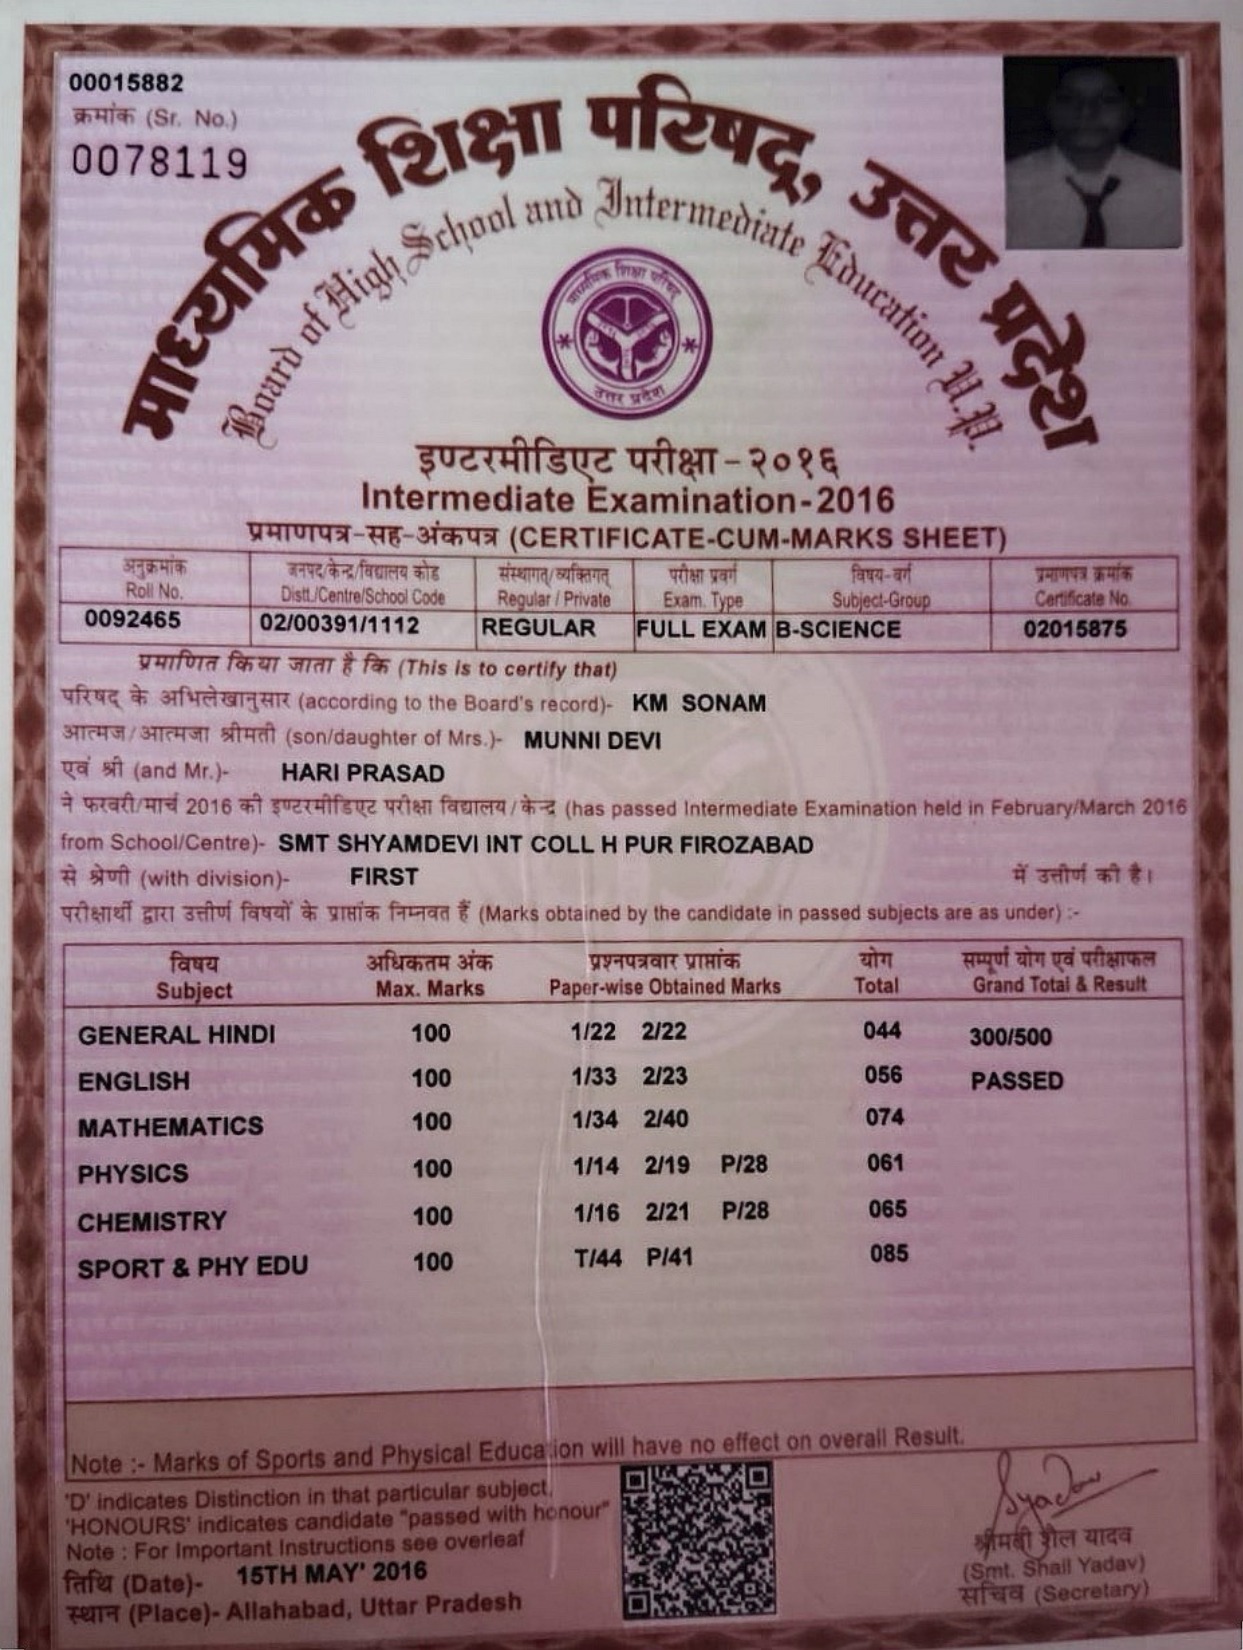 00015882
क्रमांक (Sr. No.)
0078119
माध्यमिक शिक्षा परिषद्, उत्तर प्रदेश
Board of High School and Intermediate Education U.P.
माध्यमिक शिक्षा परिषद्
उत्तर प्रदेश
इण्टरमीडिएट परीक्षा - २०१६
Intermediate Examination-2016
प्रमाणपत्र-सह-अंकपत्र (CERTIFICATE-CUM-MARKS SHEET)
अनुक्रमांक जनपद/केन्द्र/विद्यालय कोड संस्थागत/व्यक्तिगत परीक्षा प्रवर्ग विषय-वर्ग प्रमाणपत्र क्रमांक
Roll No. Distt./Centre/School Code Regular / Private Exam. Type Subject-Group Certificate No.
0092465 02/00391/1112 REGULAR FULL EXAM B-SCIENCE 02015875
प्रमाणित किया जाता है कि (This is to certify that)
परिषद् के अभिलेखानुसार (according to the Board's record)- KM SONAM
आत्मज/आत्मजा श्रीमती (son/daughter of Mrs.)- MUNNI DEVI
एवं श्री (and Mr.)- HARI PRASAD
ने फरवरी/मार्च 2016 की इण्टरमीडिएट परीक्षा विद्यालय/केन्द्र (has passed Intermediate Examination held in February/March 2016
from School/Centre)- SMT SHYAMDEVI INT COLL H PUR FIROZABAD
से श्रेणी (with division)- FIRST में उत्तीर्ण की है।
परीक्षार्थी द्वारा उत्तीर्ण विषयों के प्राप्तांक निम्नवत हैं (Marks obtained by the candidate in passed subjects are as under) :-
विषय अधिकतम अंक प्रश्नपत्रवार प्राप्तांक योग सम्पूर्ण योग एवं परीक्षाफल
Subject Max. Marks Paper-wise Obtained Marks Total Grand Total & Result
GENERAL HINDI 100 1/22 2/22 044 300/500
ENGLISH 100 1/33 2/23 056 PASSED
MATHEMATICS 100 1/34 2/40 074
PHYSICS 100 1/14 2/19 P/28 061
CHEMISTRY 100 1/16 2/21 P/28 065
SPORT & PHY EDU 100 T/44 P/41 085
Note :- Marks of Sports and Physical Education will have no effect on overall Result.
'D' indicates Distinction in that particular subject.
'HONOURS' indicates candidate "passed with honour"
Note : For Important Instructions see overleaf
तिथि (Date)- 15TH MAY' 2016
स्थान (Place)- Allahabad, Uttar Pradesh
Syadav
श्रीमती शैल यादव
(Smt. Shail Yadav)
सचिव (Secretary)